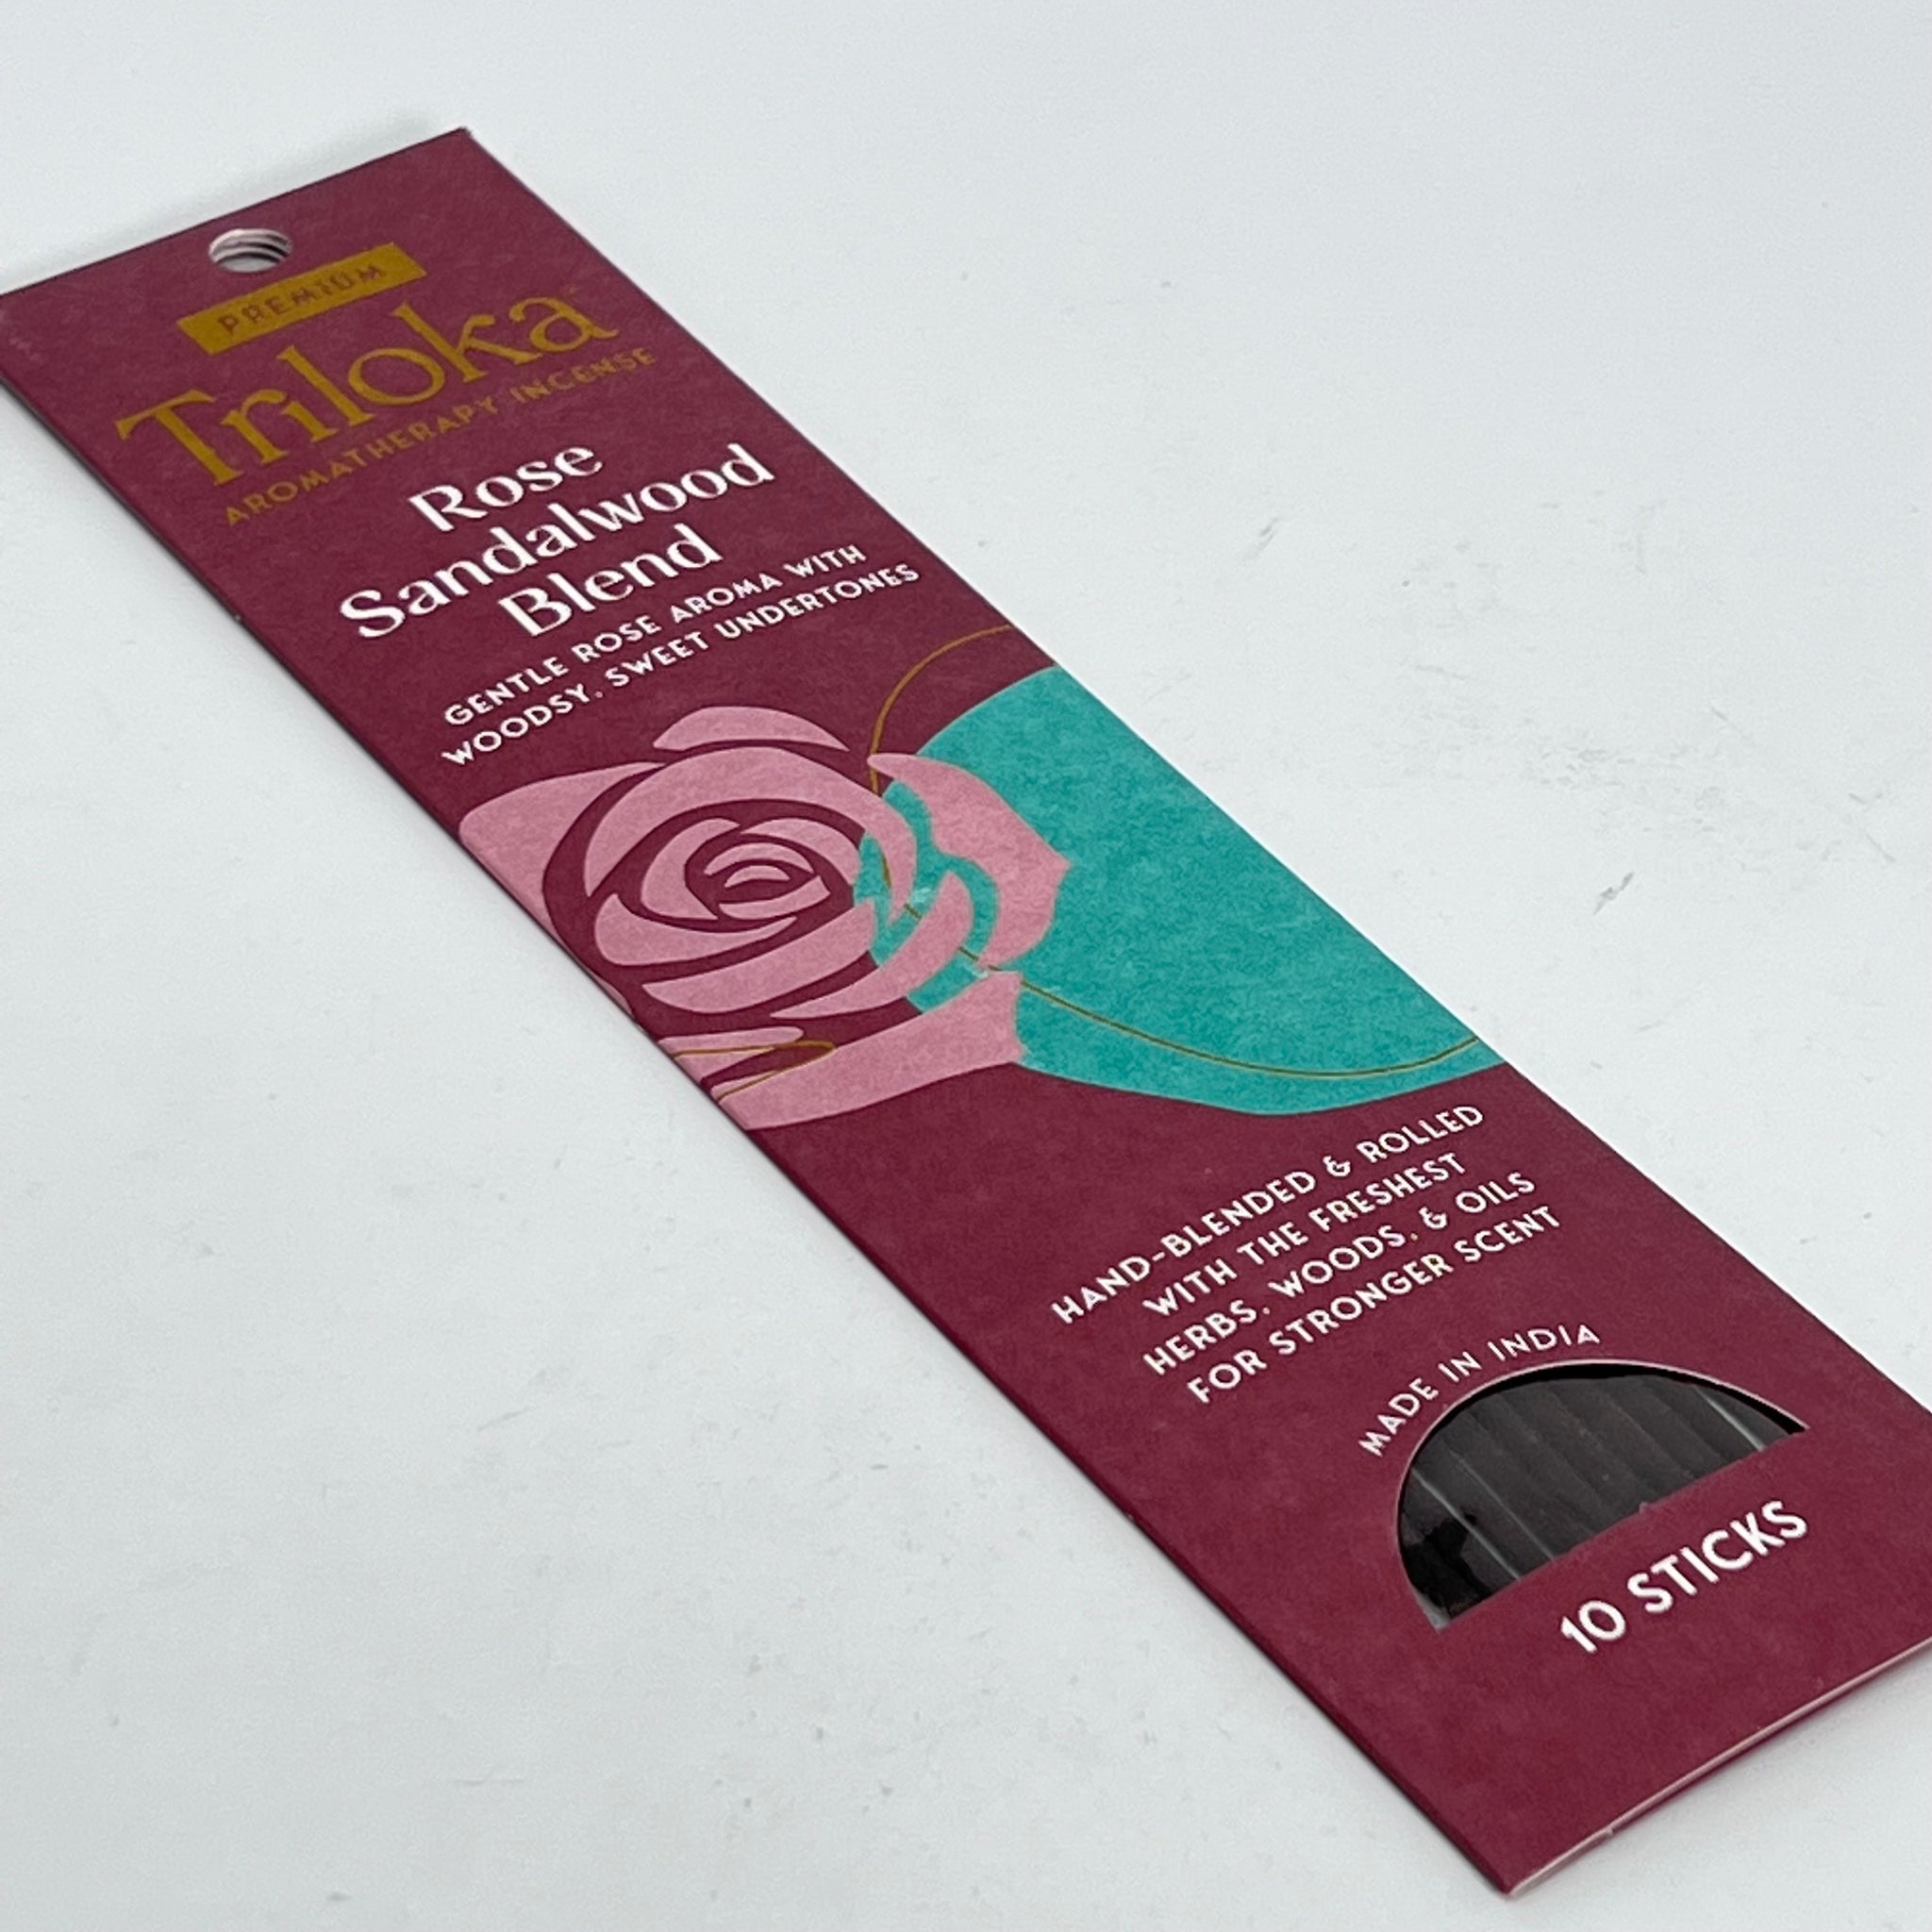 PREMIUM
Triloka
AROMATHERAPY INCENSE
Rose
Sandalwood
Blend
GENTLE ROSE AROMA WITH
WOODSY, SWEET UNDERTONES
HAND-BLENDED & ROLLED
WITH THE FRESHEST
HERBS, WOODS, & OILS
FOR STRONGER SCENT
MADE IN INDIA
10 STICKS